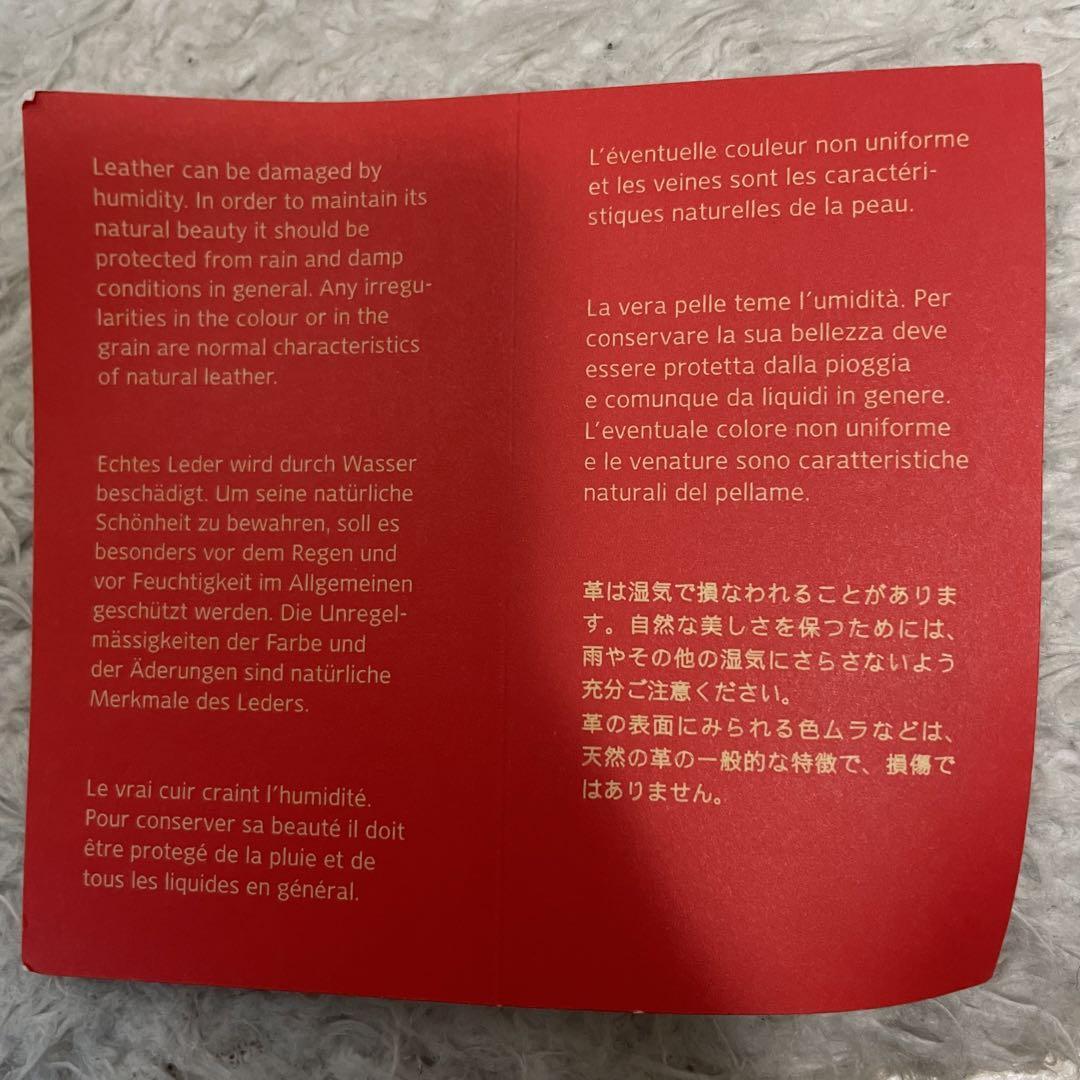 Leather can be damaged by
humidity. In order to maintain its
natural beauty it should be
protected from rain and damp
conditions in general. Any irregu-
larities in the colour or in the
grain are normal characteristics
of natural leather.
Echtes Leder wird durch Wasser
beschädigt. Um seine natürliche
Schönheit zu bewahren, soll es
besonders vor dem Regen und
vor Feuchtigkeit im Allgemeinen
geschützt werden. Die Unregel-
mässigkeiten der Farbe und
der Äderungen sind natürliche
Merkmale des Leders.
Le vrai cuir craint l'humidité.
Pour conserver sa beauté il doit
être protegé de la pluie et de
tous les liquides en général.
L'éventuelle couleur non uniforme
et les veines sont les caractéri-
stiques naturelles de la peau.
La vera pelle teme l'umidità. Per
conservare la sua bellezza deve
essere protetta dalla pioggia
e comunque da liquidi in genere.
L'eventuale colore non uniforme
e le venature sono caratteristiche
naturali del pellame.
革は湿気で損なわれることがありま
す。自然な美しさを保つためには、
雨やその他の湿気にさらさないよう
充分ご注意ください。
革の表面にみられる色ムラなどは、
天然の革の一般的な特徴で、損傷で
はありません。